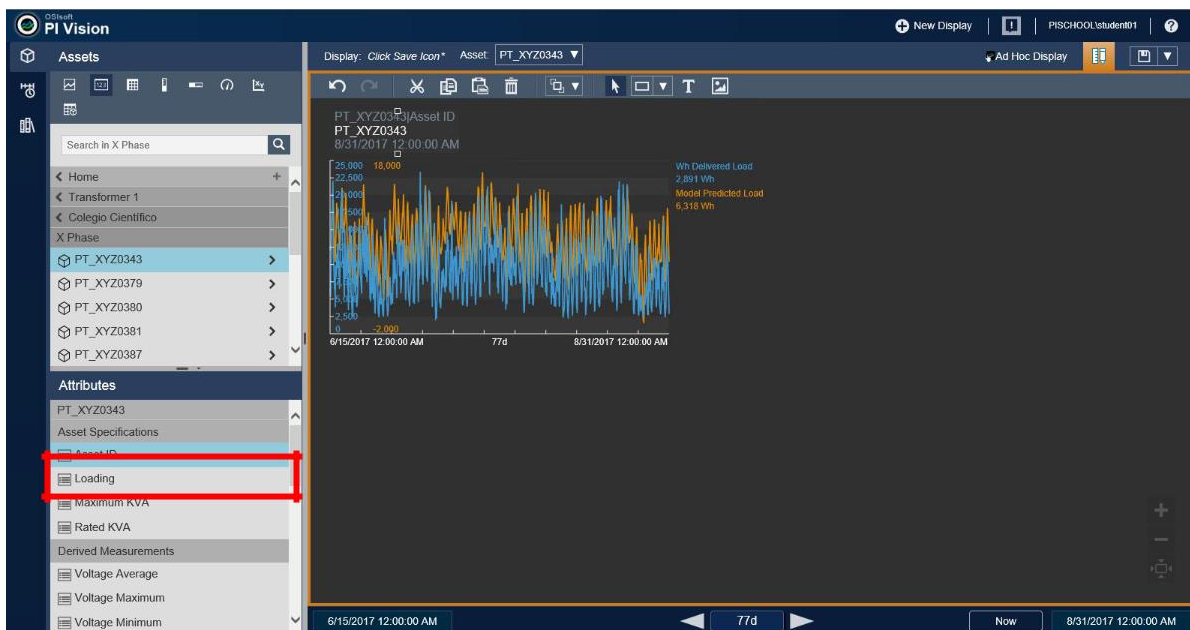 OSIsoft
PI Vision
New Display
PISCHOOL\student01
Assets
Display: Click Save Icon* Asset: PT_XYZ0343
Ad Hoc Display
Search in X Phase
Home
Transformer 1
Colegio Científico
X Phase
PT_XYZ0343
PT_XYZ0379
PT_XYZ0380
PT_XYZ0381
PT_XYZ0387
Attributes
PT_XYZ0343
Asset Specifications
Asset ID
Loading
Maximum KVA
Rated KVA
Derived Measurements
Voltage Average
Voltage Maximum
Voltage Minimum
PT_XYZ0343|Asset ID
PT_XYZ0343
8/31/2017 12:00:00 AM
25,000 18,000
22,500
2,500
0 -2,000
6/15/2017 12:00:00 AM 77d 8/31/2017 12:00:00 AM
Wh Delivered Load
2,891 Wh
Model Predicted Load
6,318 Wh
6/15/2017 12:00:00 AM 77d Now 8/31/2017 12:00:00 AM